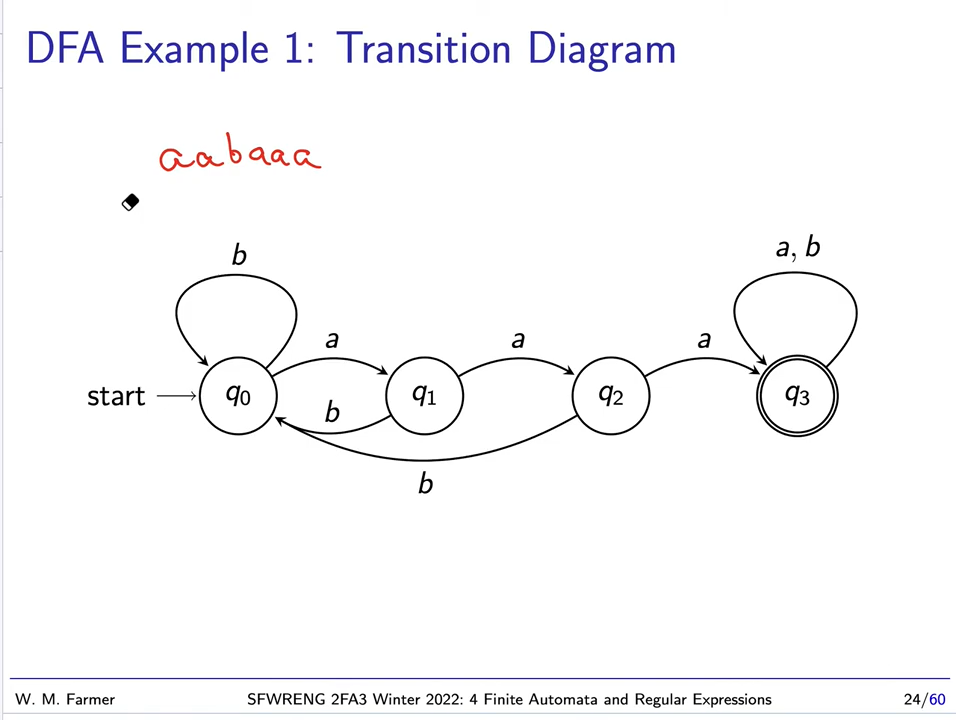 DFA Example 1: Transition Diagram
aabaaa
b
a, b
a
a
a
start
q0
q1
q2
q3
b
b
W. M. Farmer
SFWRENG 2FA3 Winter 2022: 4 Finite Automata and Regular Expressions
24/60